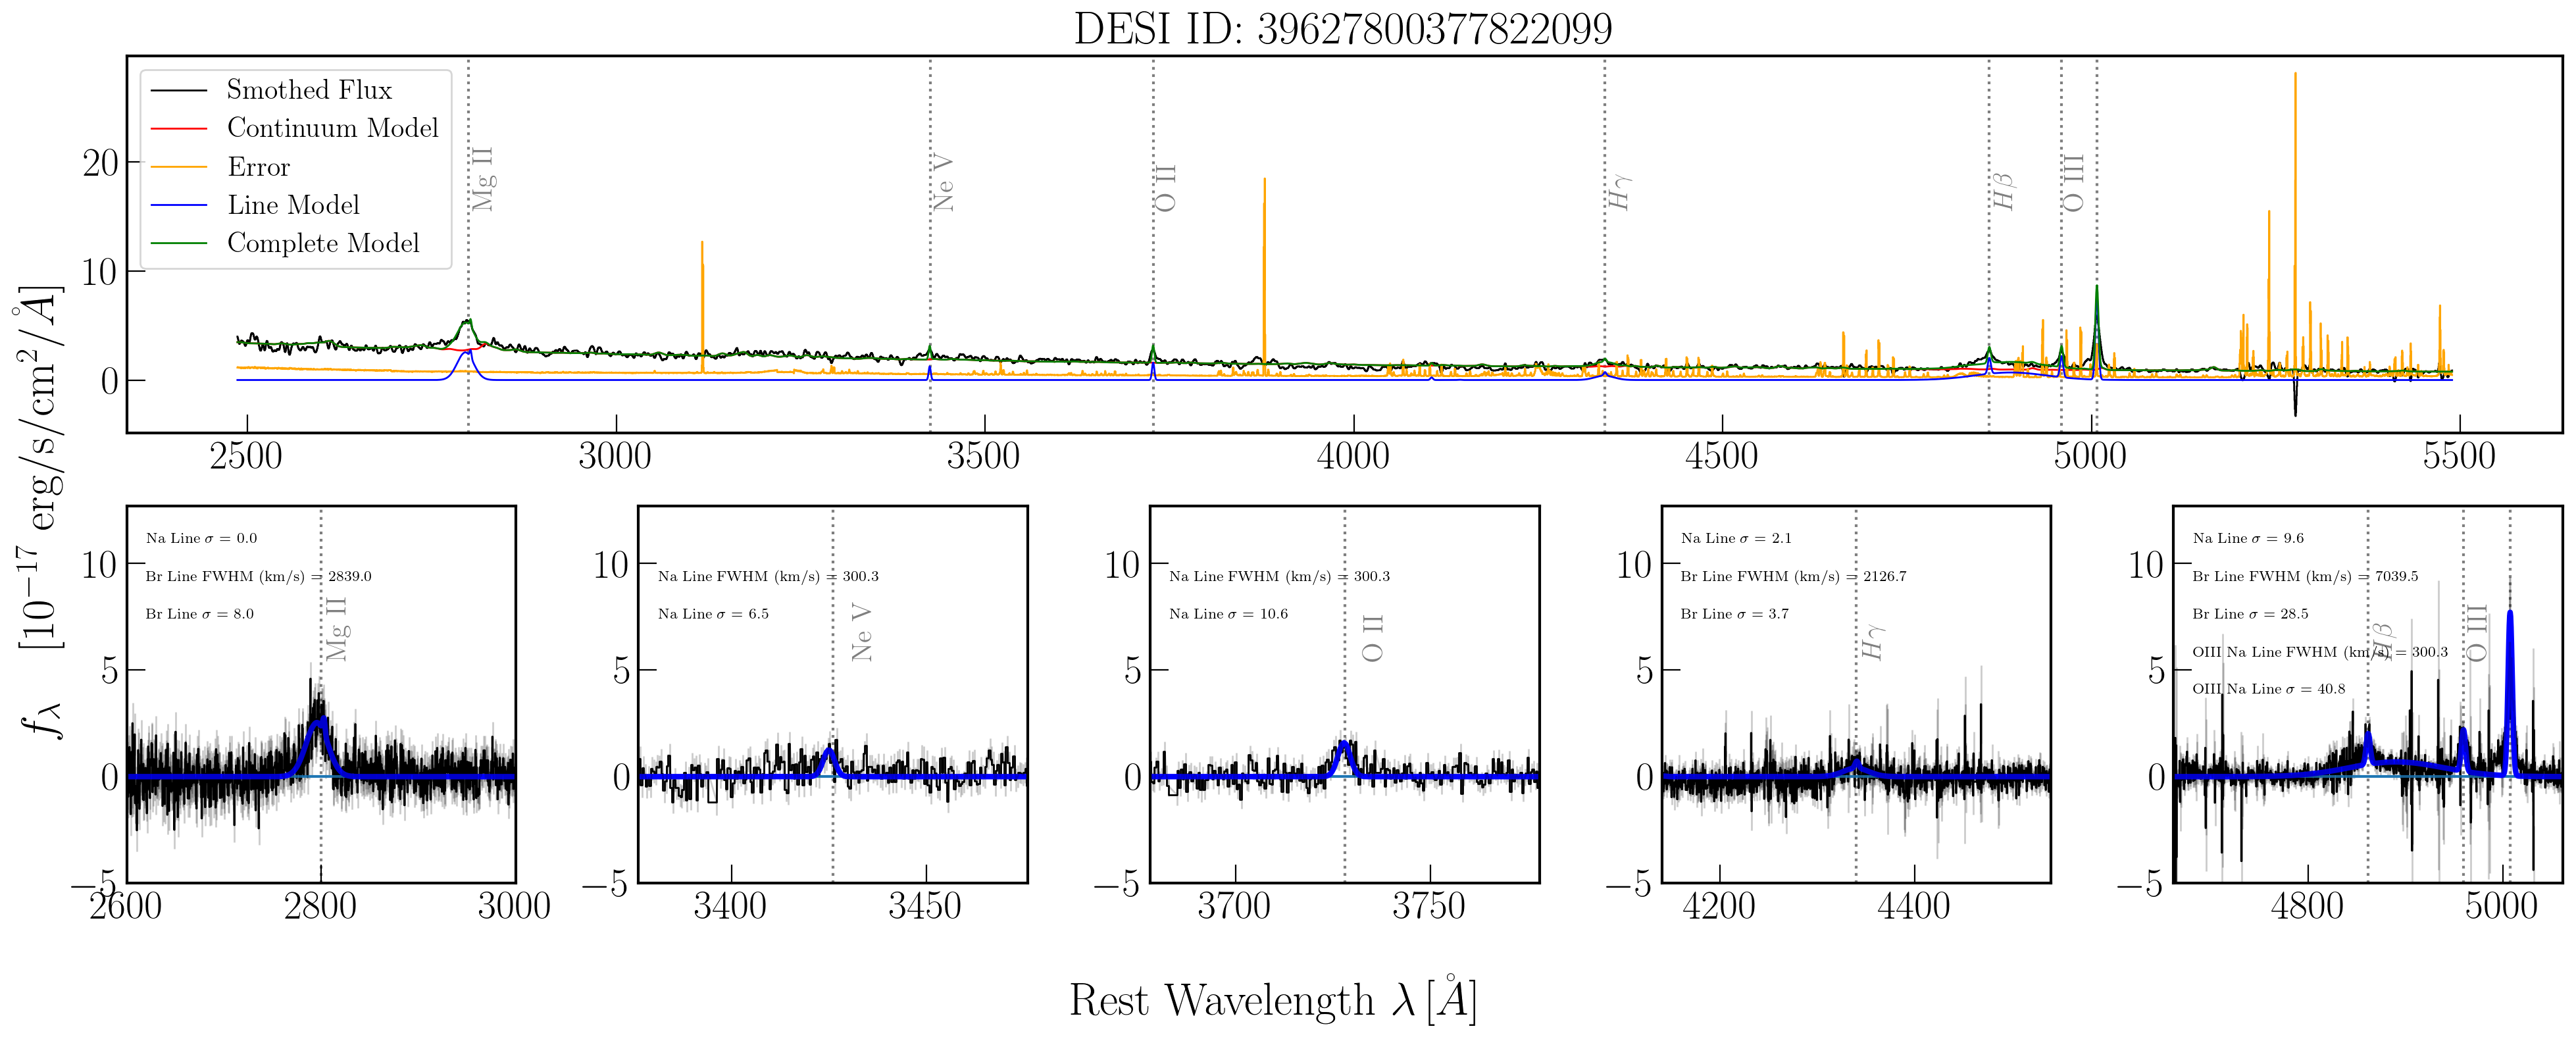 DESI ID: 39627800377822099
Smothed Flux
Continuum Model
Error
Line Model
Complete Model
Mg II
Ne V
O II
Hγ
Hβ
O III
20
10
0
2500 3000 3500 4000 4500 5000 5500
fλ [10⁻¹⁷ erg/s/cm²/Å]
Na Line σ = 0.0
Br Line FWHM (km/s) = 2839.0
Br Line σ = 8.0
Mg II
10
5
0
−5
2600 2800 3000
Na Line FWHM (km/s) = 300.3
Na Line σ = 6.5
Ne V
10
5
0
−5
3400 3450
Na Line FWHM (km/s) = 300.3
Na Line σ = 10.6
O II
10
5
0
−5
3700 3750
Na Line σ = 2.1
Br Line FWHM (km/s) = 2126.7
Br Line σ = 3.7
Hγ
10
5
0
−5
4200 4400
Na Line σ = 9.6
Br Line FWHM (km/s) = 7039.5
Br Line σ = 28.5
OIII Na Line FWHM (km/s) = 300.3
OIII Na Line σ = 40.8
Hβ
O III
10
5
0
−5
4800 5000
Rest Wavelength λ [Å]